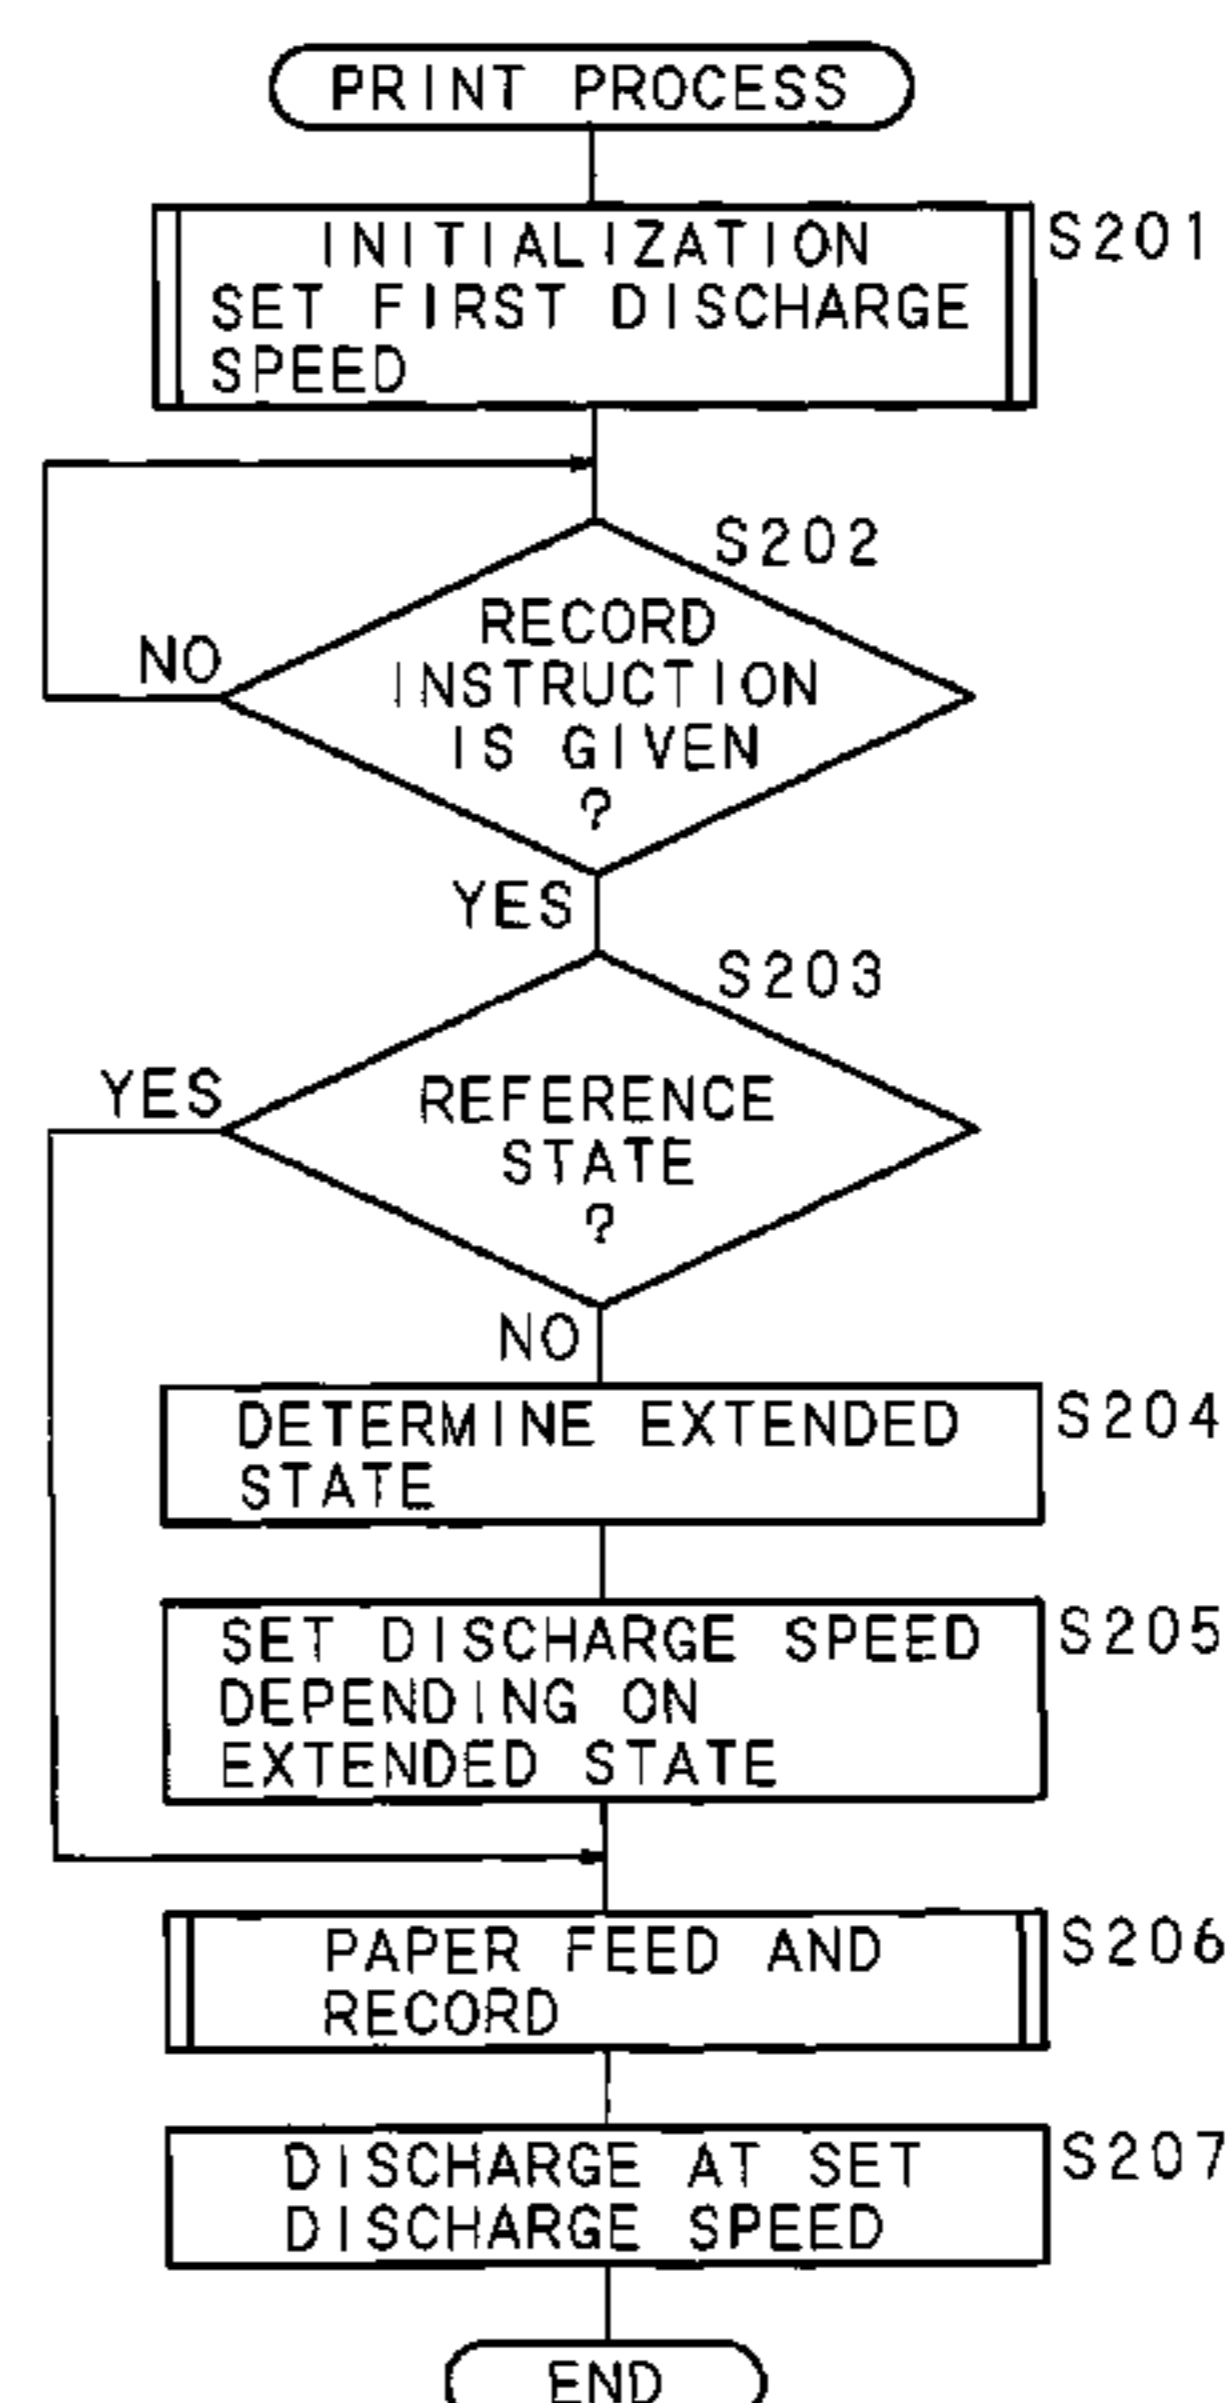 PRINT PROCESS
INITIALIZATION
SET FIRST DISCHARGE
SPEED
S201
S202
RECORD
INSTRUCTION
IS GIVEN
?
NO
YES
S203
REFERENCE
STATE
?
YES
NO
DETERMINE EXTENDED
STATE
S204
SET DISCHARGE SPEED
DEPENDING ON
EXTENDED STATE
S205
PAPER FEED AND
RECORD
S206
DISCHARGE AT SET
DISCHARGE SPEED
S207
END